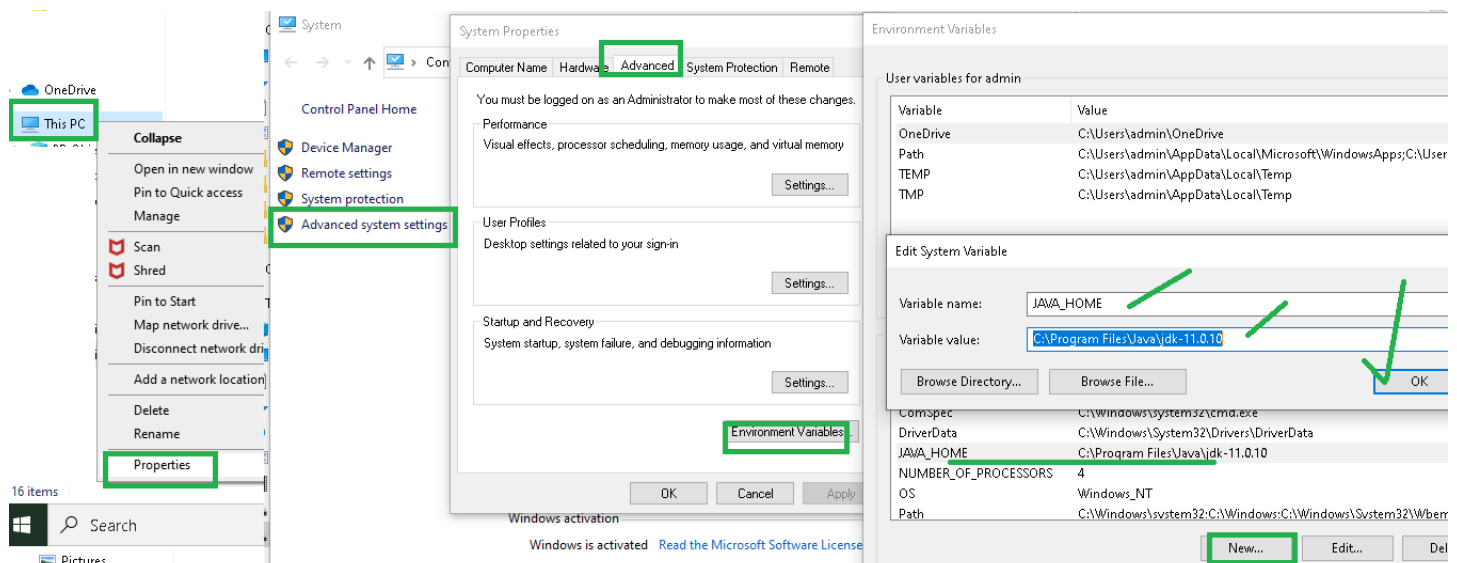 OneDrive
This PC
Collapse
Open in new window
Pin to Quick access
Manage
Scan
Shred
Pin to Start
Map network drive...
Disconnect network dri
Add a network location
Delete
Rename
Properties
16 items
Search
Pictures
System
Con
Control Panel Home
Device Manager
Remote settings
System protection
Advanced system settings
System Properties
Computer Name Hardware Advanced System Protection Remote
You must be logged on as an Administrator to make most of these changes.
Performance
Visual effects, processor scheduling, memory usage, and virtual memory
Settings...
User Profiles
Desktop settings related to your sign-in
Settings...
Startup and Recovery
System startup, system failure, and debugging information
Settings...
Environment Variables...
OK Cancel Apply
Windows activation
Windows is activated Read the Microsoft Software License
Environment Variables
User variables for admin
Variable Value
OneDrive C:\Users\admin\OneDrive
Path C:\Users\admin\AppData\Local\Microsoft\WindowsApps;C:\User
TEMP C:\Users\admin\AppData\Local\Temp
TMP C:\Users\admin\AppData\Local\Temp
Edit System Variable
Variable name: JAVA_HOME
Variable value: C:\Program Files\Java\jdk-11.0.10
Browse Directory... Browse File... OK
ComSpec C:\Windows\system32\cmd.exe
DriverData C:\Windows\System32\Drivers\DriverData
JAVA_HOME C:\Program Files\Java\jdk-11.0.10
NUMBER_OF_PROCESSORS 4
OS Windows_NT
Path C:\Windows\system32;C:\Windows;C:\Windows\System32\Wbem
New... Edit... Del